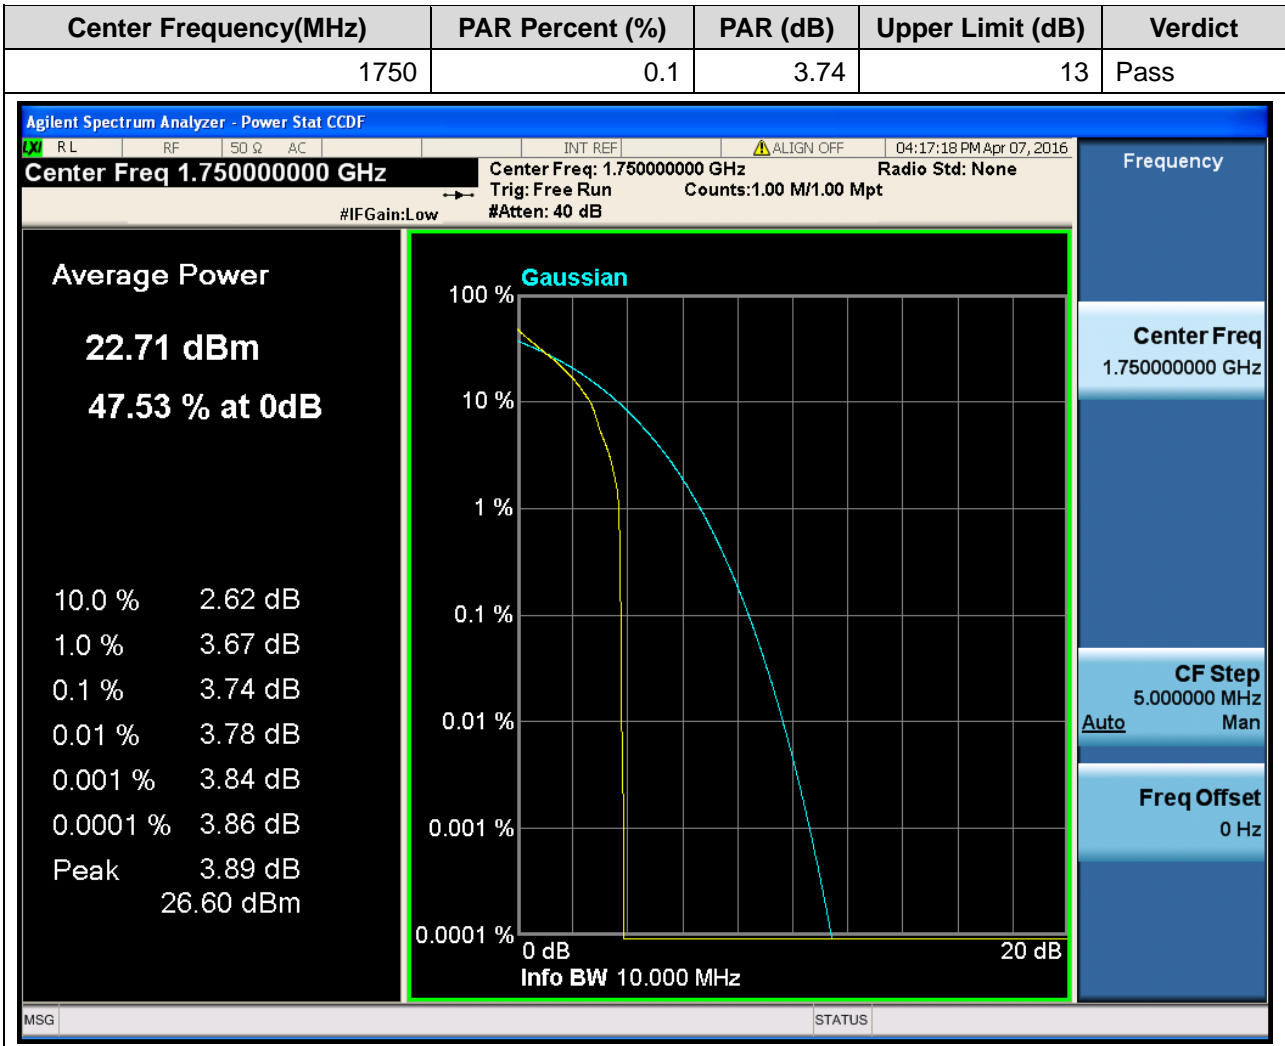 Center Frequency(MHz) PAR Percent (%) PAR (dB) Upper Limit (dB) Verdict
1750 0.1 3.74 13 Pass
Agilent Spectrum Analyzer - Power Stat CCDF
LXI RL RF 50 Ω AC INT REF ALIGN OFF 04:17:18 PM Apr 07, 2016
Center Freq 1.750000000 GHz
Center Freq: 1.750000000 GHz Radio Std: None
Trig: Free Run Counts:1.00 M/1.00 Mpt
#IFGain:Low #Atten: 40 dB
Frequency
Average Power
22.71 dBm
47.53 % at 0dB
10.0 % 2.62 dB
1.0 % 3.67 dB
0.1 % 3.74 dB
0.01 % 3.78 dB
0.001 % 3.84 dB
0.0001 % 3.86 dB
Peak 3.89 dB
26.60 dBm
Gaussian
100 %
10 %
1 %
0.1 %
0.01 %
0.001 %
0.0001 %
0 dB 20 dB
Info BW 10.000 MHz
Center Freq
1.750000000 GHz
CF Step
5.000000 MHz
Auto Man
Freq Offset
0 Hz
MSG STATUS